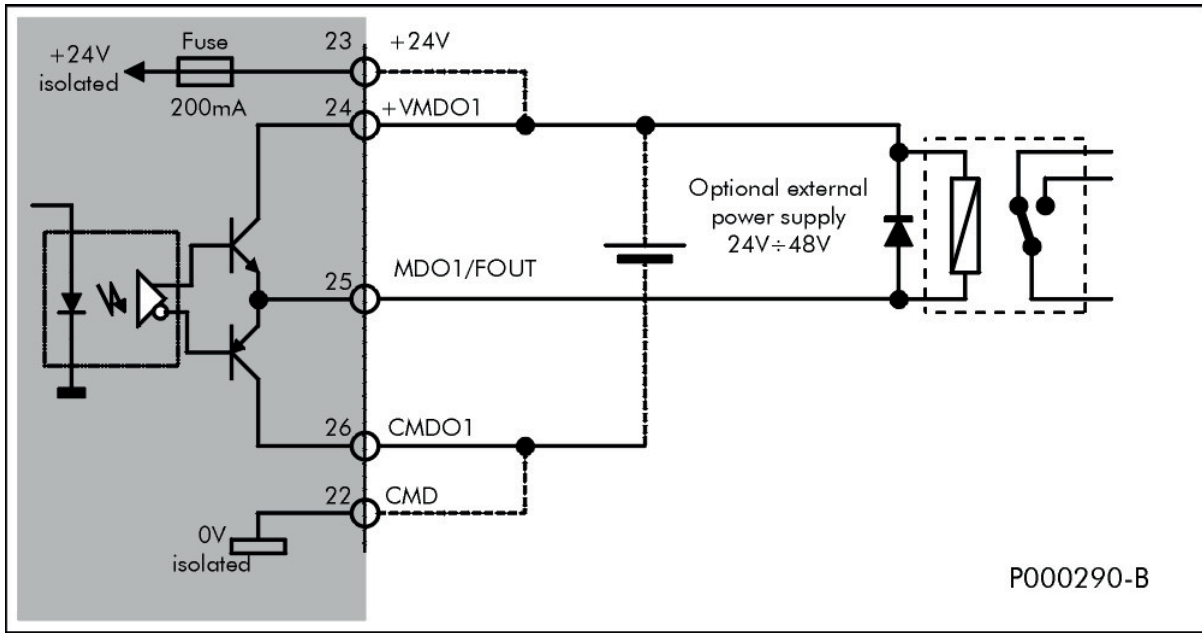 Fuse
23
+24V
+24V
isolated
200mA
24
+VMDO1
Optional external
power supply
24V÷48V
25
MDO1/FOUT
26
CMDO1
22
CMD
0V
isolated
P000290-B